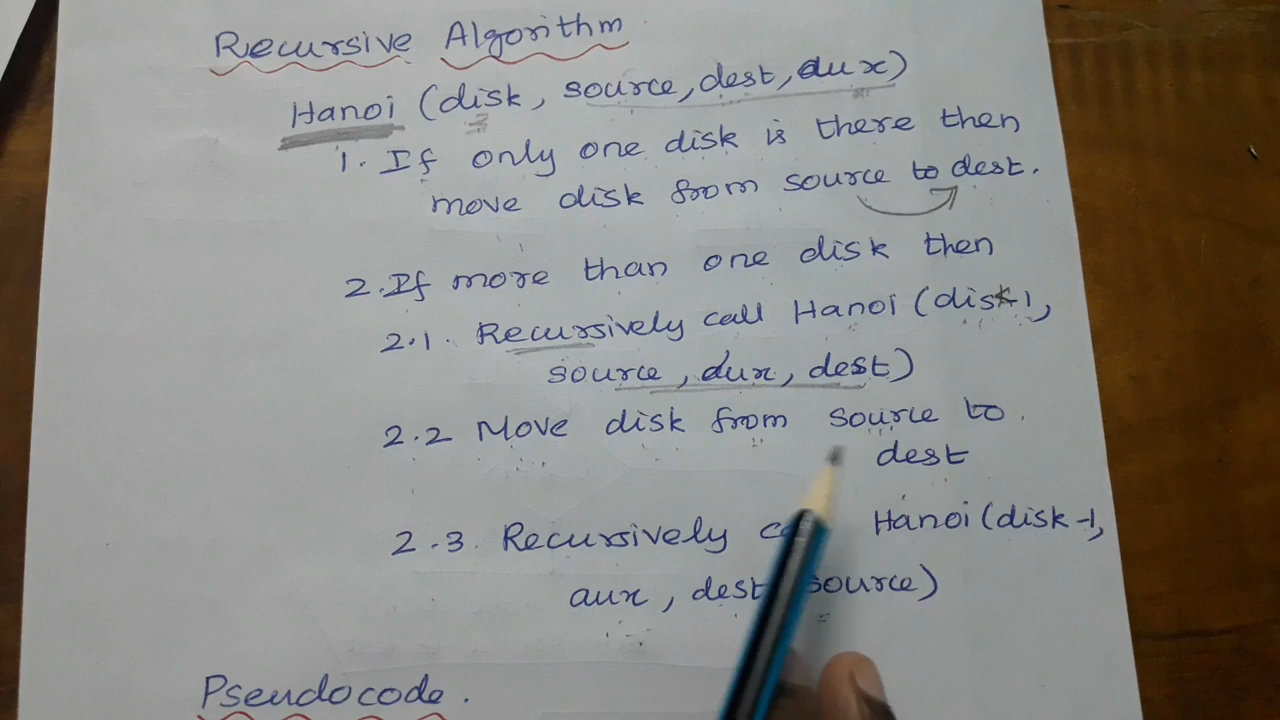 Recursive Algorithm
Hanoi (disk, source, dest, aux)
1. If only one disk is there then
move disk from source to dest.
2. If more than one disk then
2.1. Recursively call Hanoi (disk-1,
source, aux, dest)
2.2 Move disk from source to
dest
2.3. Recursively Hanoi (disk-1,
aux, dest source)
Pseudocode.